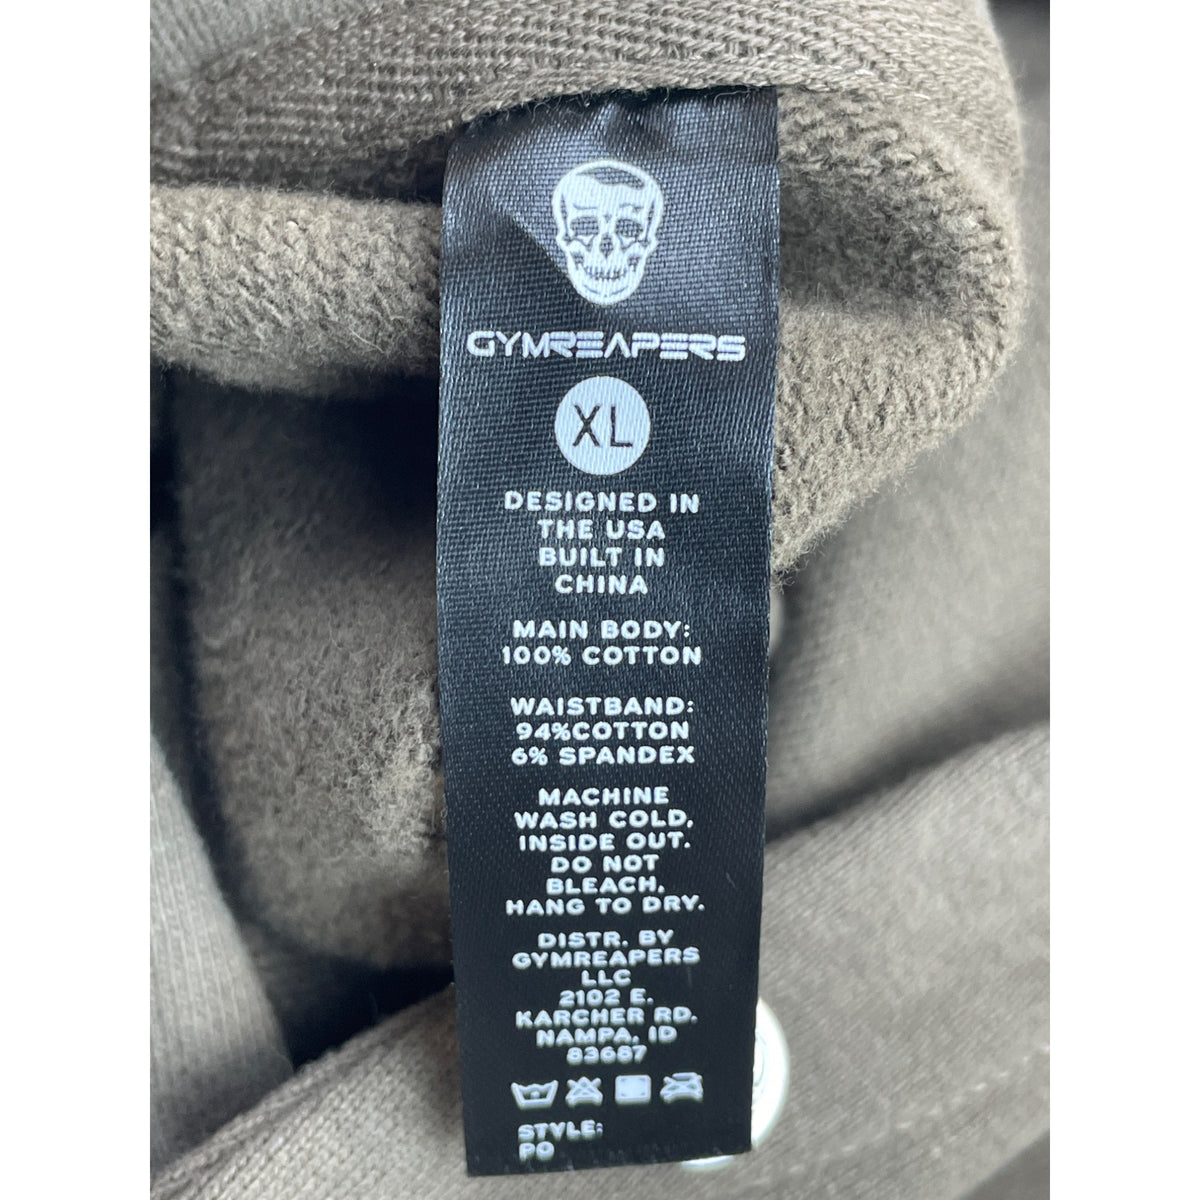 GYMREAPERS
XL
DESIGNED IN
THE USA
BUILT IN
CHINA
MAIN BODY:
100% COTTON
WAISTBAND:
94%COTTON
6% SPANDEX
MACHINE
WASH COLD,
INSIDE OUT.
DO NOT
BLEACH.
HANG TO DRY.
DISTR. BY
GYMREAPERS
LLC
2102 E.
KARCHER RD.
NAMPA, ID
83687
STYLE:
PO